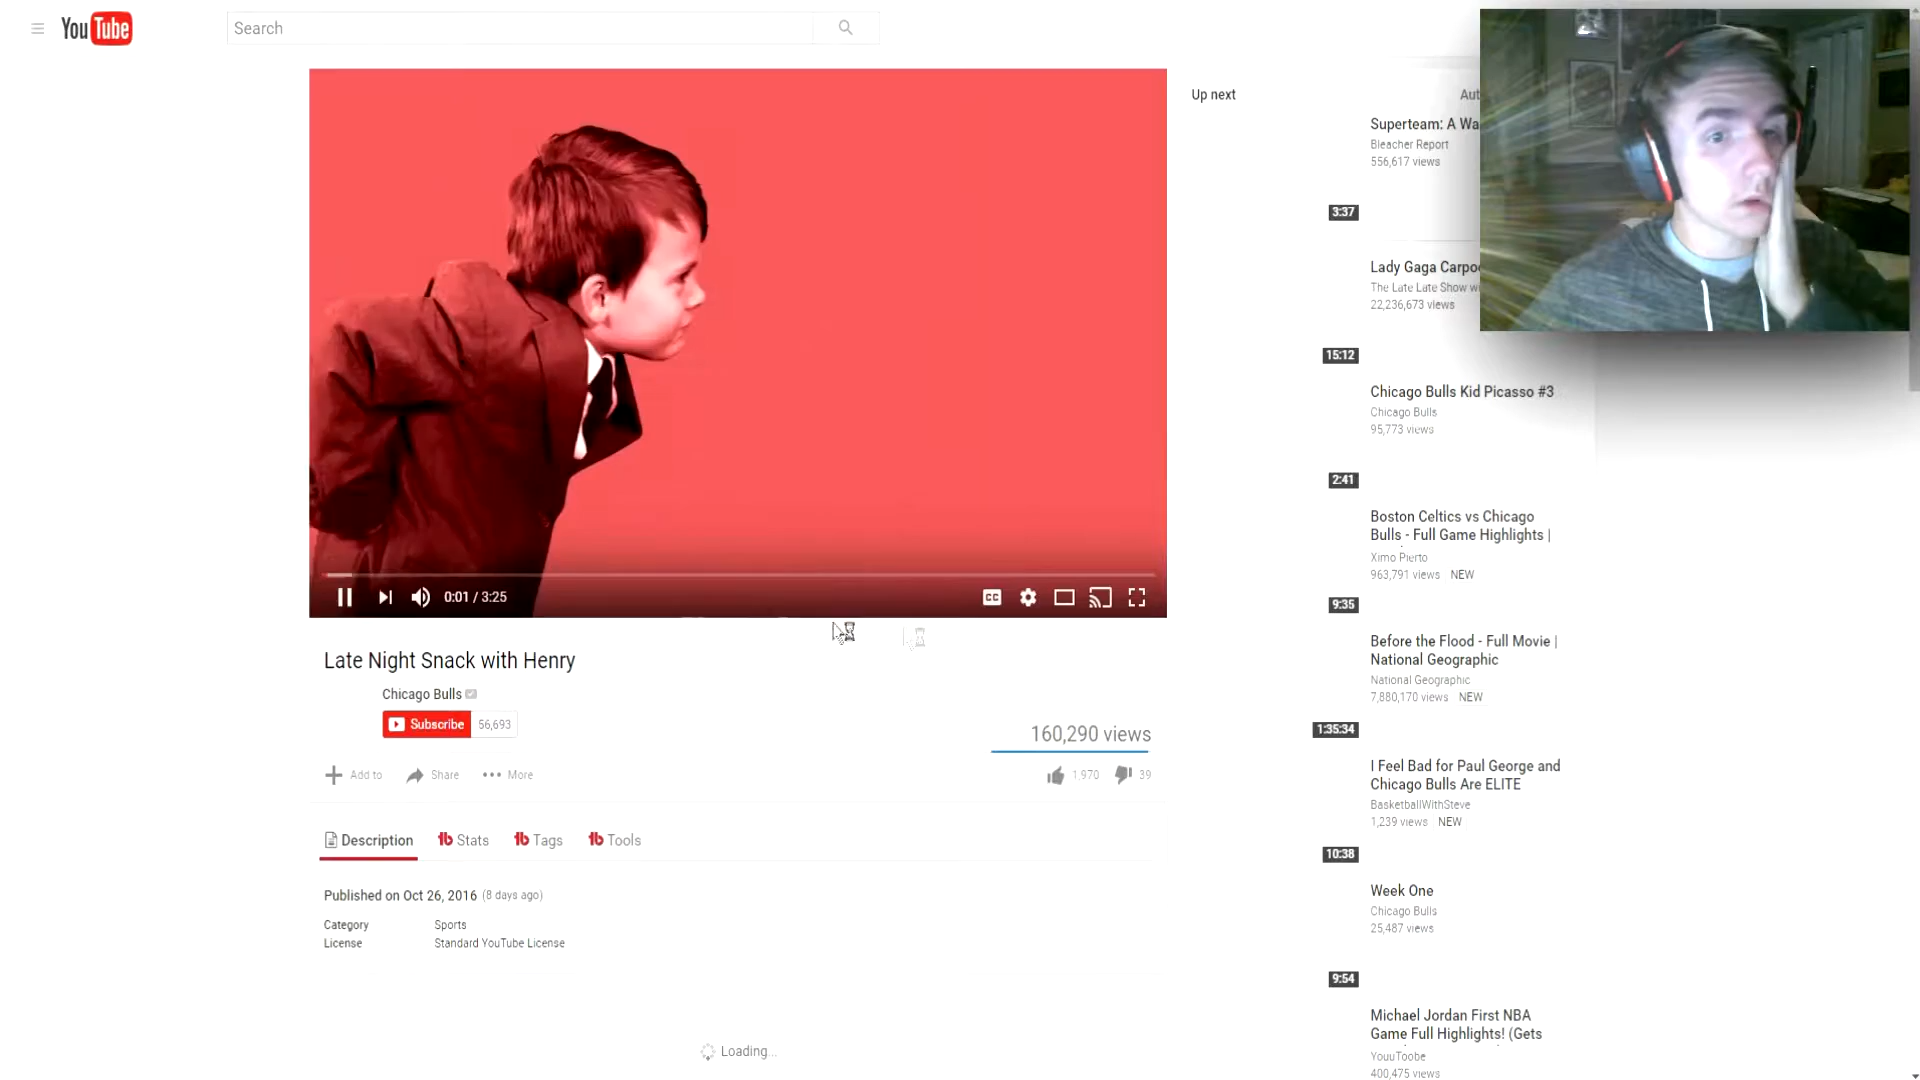 YouTube
Search
Up next
Aut
Superteam: A Wa
Bleacher Report
556,617 views
3:37
Lady Gaga Carpo
The Late Late Show w
22,236,673 views
15:12
Chicago Bulls Kid Picasso #3
Chicago Bulls
95,773 views
2:41
Boston Celtics vs Chicago
Bulls - Full Game Highlights |
Ximo Pierto
963,791 views NEW
9:35
Before the Flood - Full Movie |
National Geographic
National Geographic
7,880,170 views NEW
1:35:34
I Feel Bad for Paul George and
Chicago Bulls Are ELITE
BasketballWithSteve
1,239 views NEW
10:38
Week One
Chicago Bulls
25,487 views
9:54
Michael Jordan First NBA
Game Full Highlights! (Gets
YouuToobe
400,475 views
0:01 / 3:25
CC
Late Night Snack with Henry
Chicago Bulls
Subscribe 56,693
160,290 views
Add to Share More
1,970 39
Description tb Stats tb Tags tb Tools
Published on Oct 26, 2016 (8 days ago)
Category Sports
License Standard YouTube License
Loading...